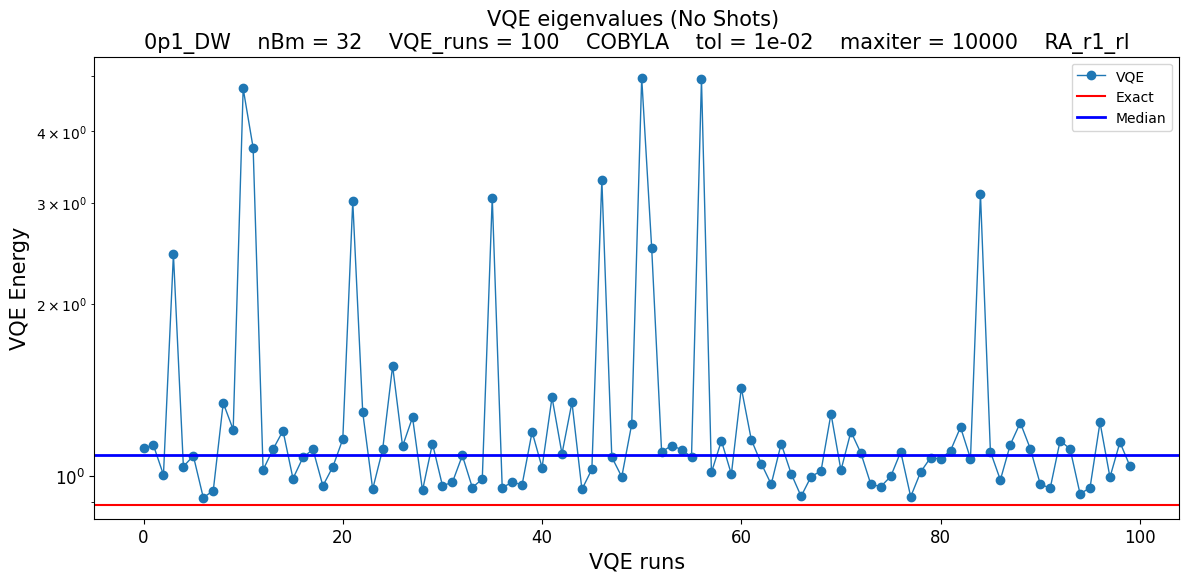 VQE eigenvalues (No Shots)
0p1_DW nBm = 32 VQE_runs = 100 COBYLA tol = 1e-02 maxiter = 10000 RA_r1_rl
VQE
Exact
Median
4 × 10⁰
3 × 10⁰
2 × 10⁰
10⁰
VQE Energy
0 20 40 60 80 100
VQE runs